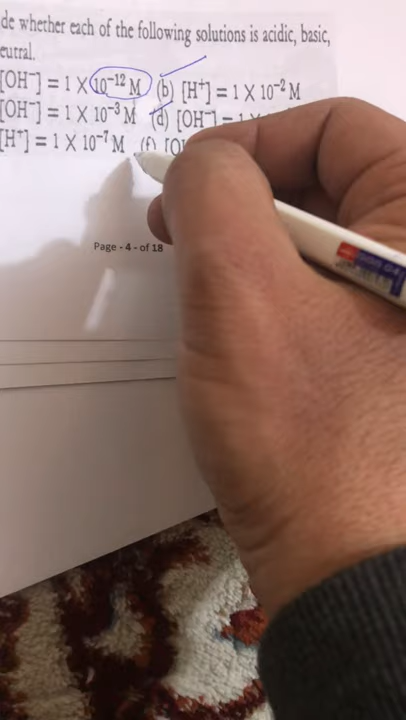 de whether each of the following solutions is acidic, basic,
eutral.
[OH⁻] = 1 X 10⁻¹² M (b) [H⁺] = 1 X 10⁻² M
[OH⁻] = 1 X 10⁻³ M (d) [OH⁻] = 1
[H⁺] = 1 X 10⁻⁷ M (f)
Page - 4 - of 18